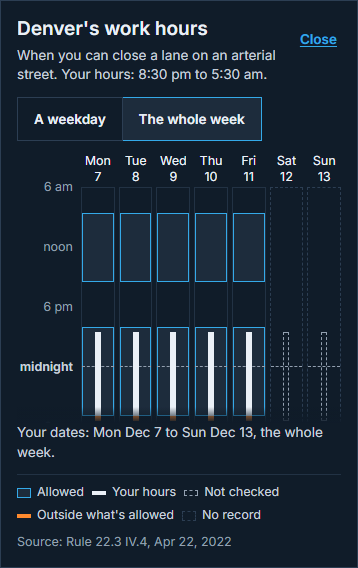 Denver's work hours
Close
When you can close a lane on an arterial
street. Your hours: 8:30 pm to 5:30 am.
A weekday
The whole week
Mon Tue Wed Thu Fri Sat Sun
7 8 9 10 11 12 13
6 am
noon
6 pm
midnight
Your dates: Mon Dec 7 to Sun Dec 13, the whole
week.
Allowed Your hours Not checked
Outside what's allowed No record
Source: Rule 22.3 IV.4, Apr 22, 2022